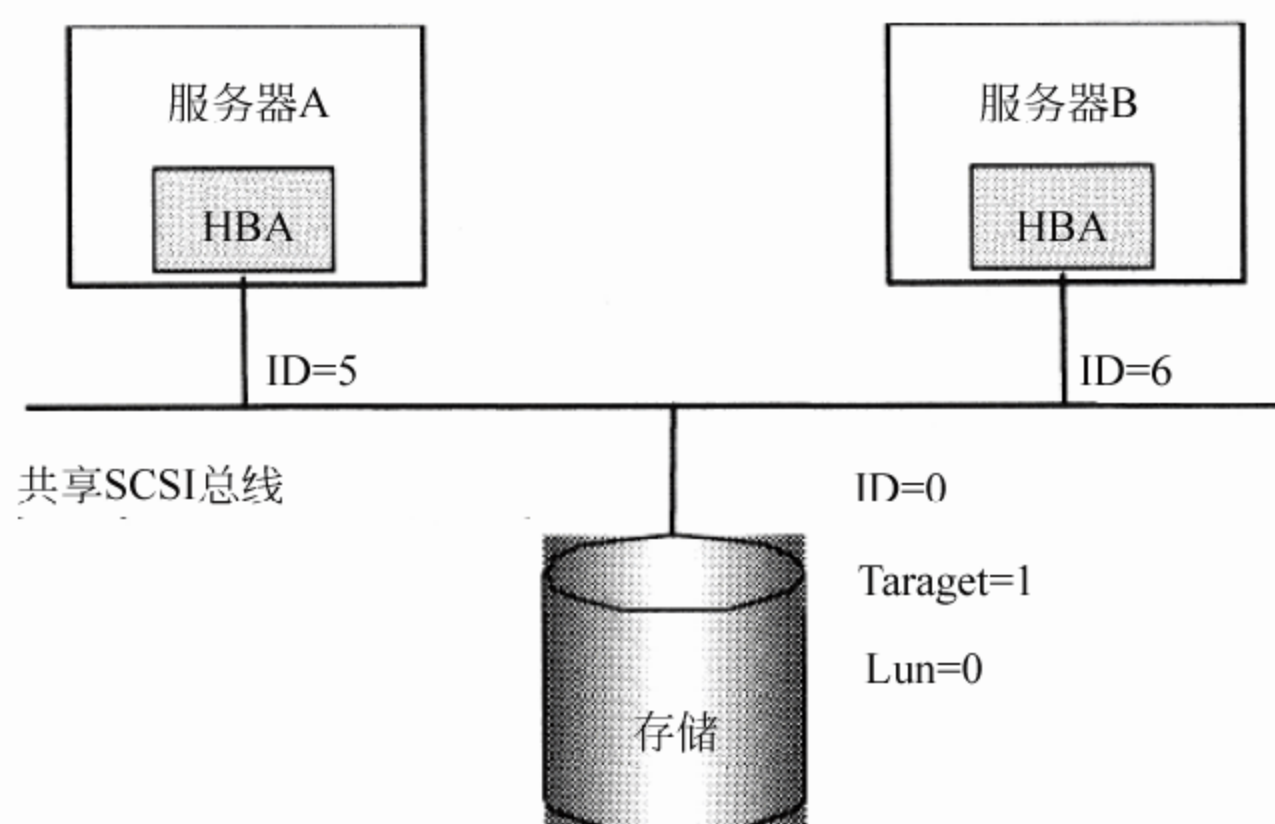 服务器A
服务器B
HBA
HBA
ID=5
ID=6
共享SCSI总线
ID=0
Taraget=1
Lun=0
存储